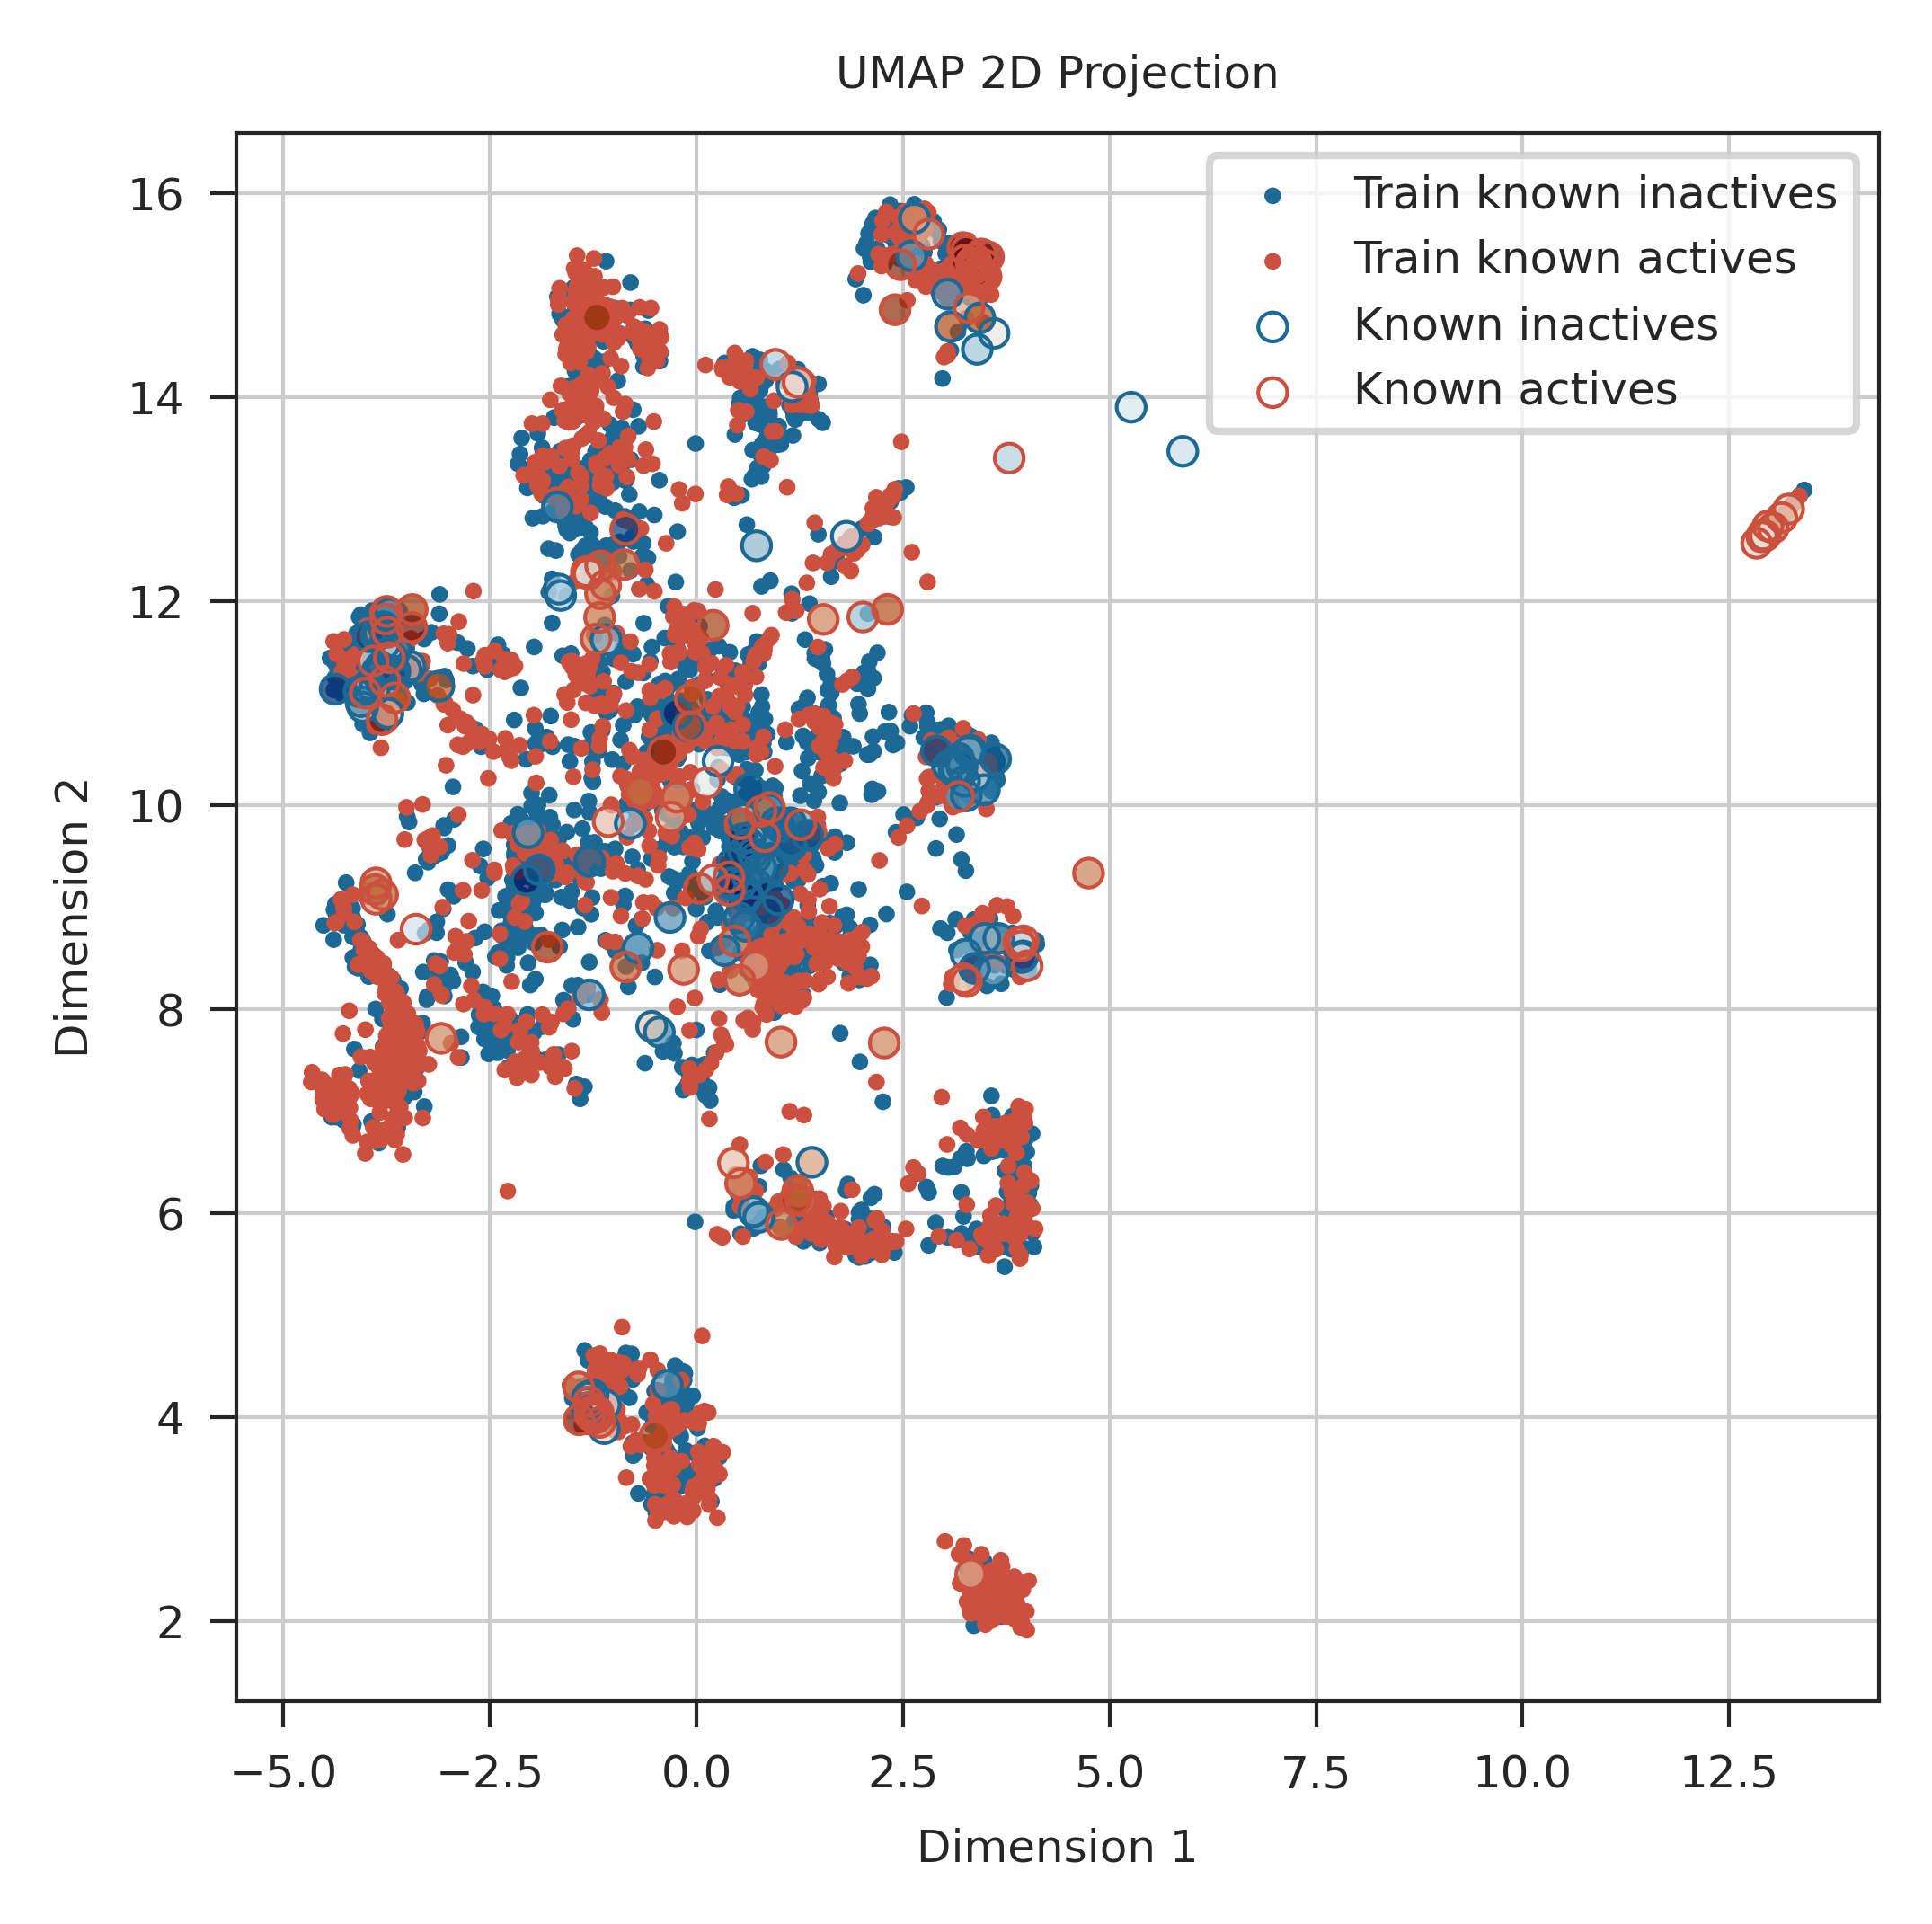 UMAP 2D Projection
Train known inactives
Train known actives
Known inactives
Known actives
16
14
12
10
8
6
4
2
Dimension 2
−5.0 −2.5 0.0 2.5 5.0 7.5 10.0 12.5
Dimension 1